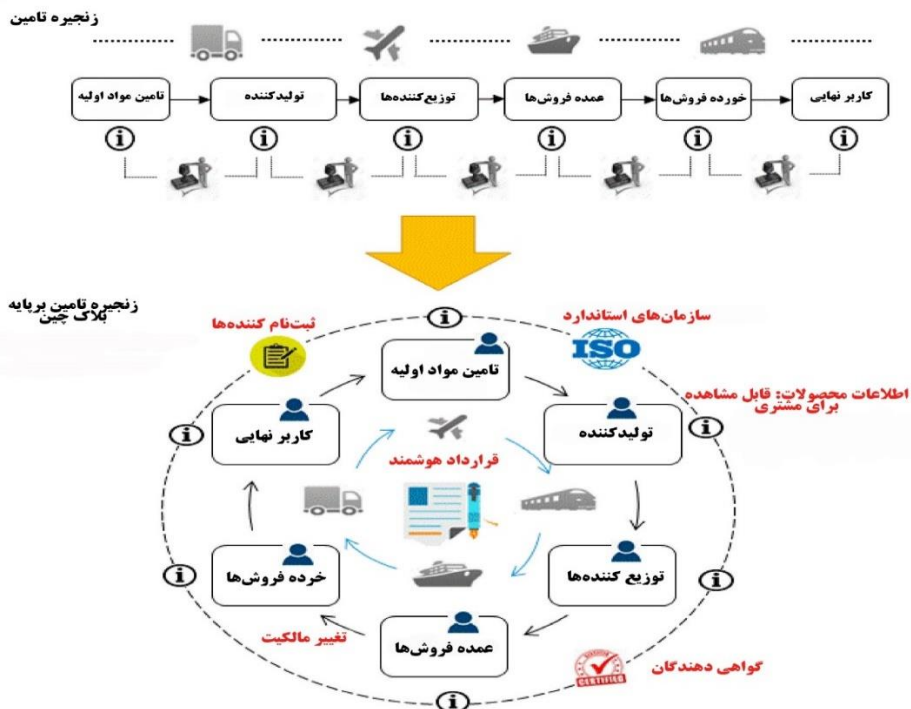 زنجیره تامین
تامین مواد اولیه
تولیدکننده
توزیع‌کننده‌ها
عمده فروش‌ها
خورده فروش‌ها
کاربر نهایی
i i i i i i
زنجیره تامین برپایه
بلاک چین
i
ثبت‌نام کننده‌ها
سازمان‌های استاندارد
ISO
تامین مواد اولیه
اطلاعات محصولات: قابل مشاهده
برای مشتری
کاربر نهایی
تولیدکننده
i
i
قرارداد هوشمند
خرده فروش‌ها
توزیع کننده‌ها
i
i
تغییر مالکیت
عمده فروش‌ها
گواهی دهندگان
CERTIFIED
i